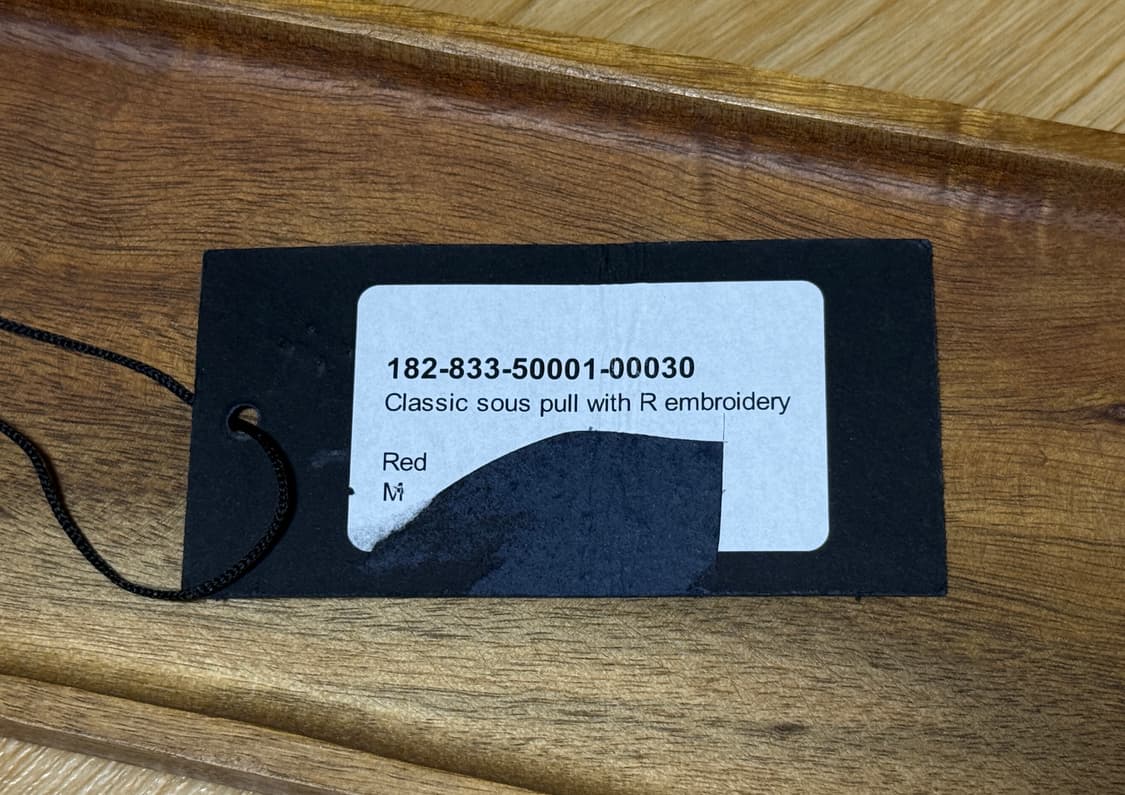 182-833-50001-00030
Classic sous pull with R embroidery
Red
M